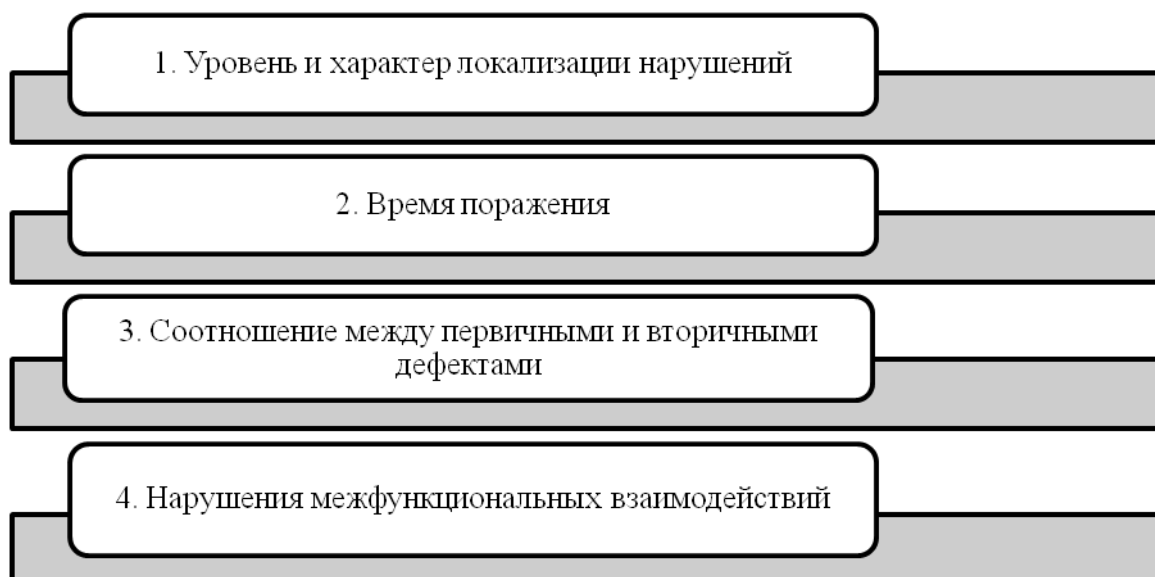 1. Уровень и характер локализации нарушений
2. Время поражения
3. Соотношение между первичными и вторичными
дефектами
4. Нарушения межфункциональных взаимодействий